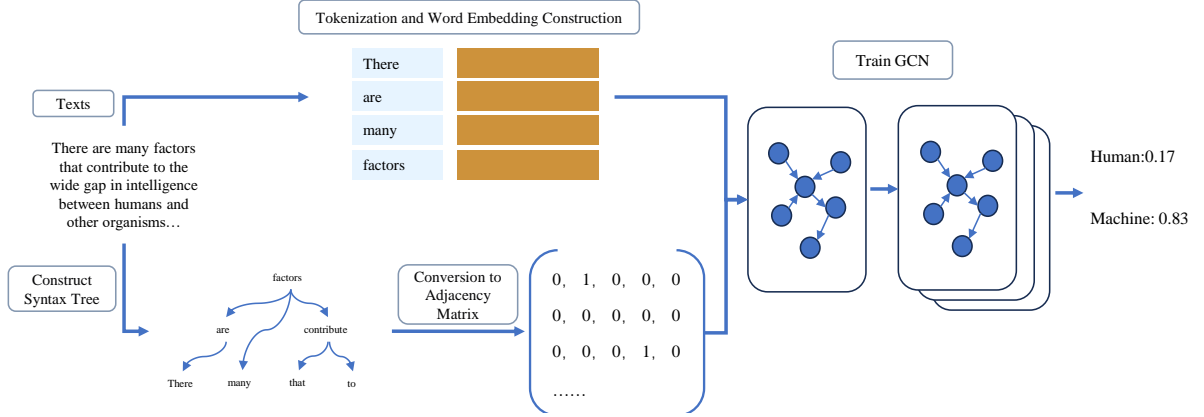 Tokenization and Word Embedding Construction
There
are
many
factors
Texts
There are many factors
that contribute to the
wide gap in intelligence
between humans and
other organisms…
Construct
Syntax Tree
factors
are
contribute
There
many
that
to
Conversion to
Adjacency
Matrix
0, 1, 0, 0, 0
0, 0, 0, 0, 0
0, 0, 0, 1, 0
……
Train GCN
Human:0.17
Machine: 0.83